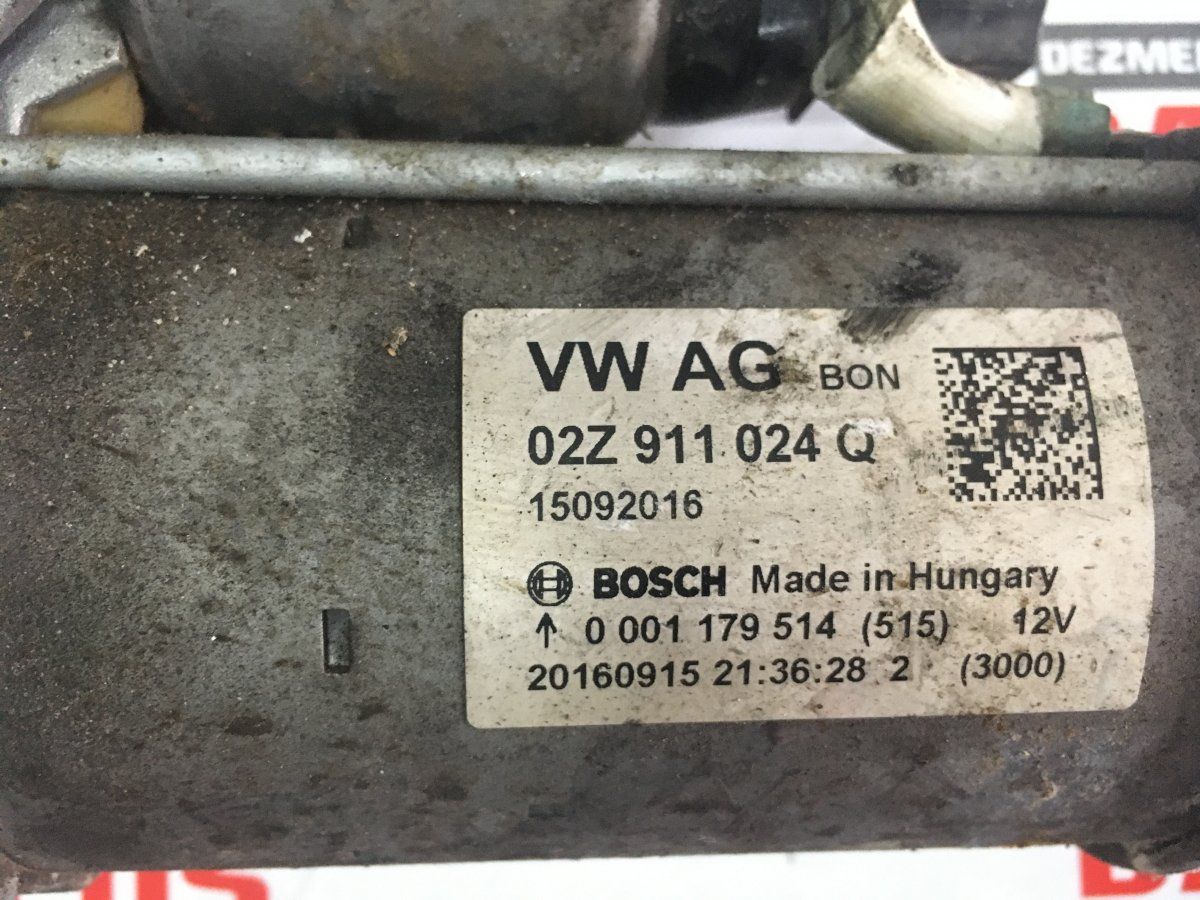 DEZME
VW AG BON
02Z 911 024 Q
15092016
BOSCH Made in Hungary
↑ 0 001 179 514 (515) 12V
20160915 21:36:28 2 (3000)